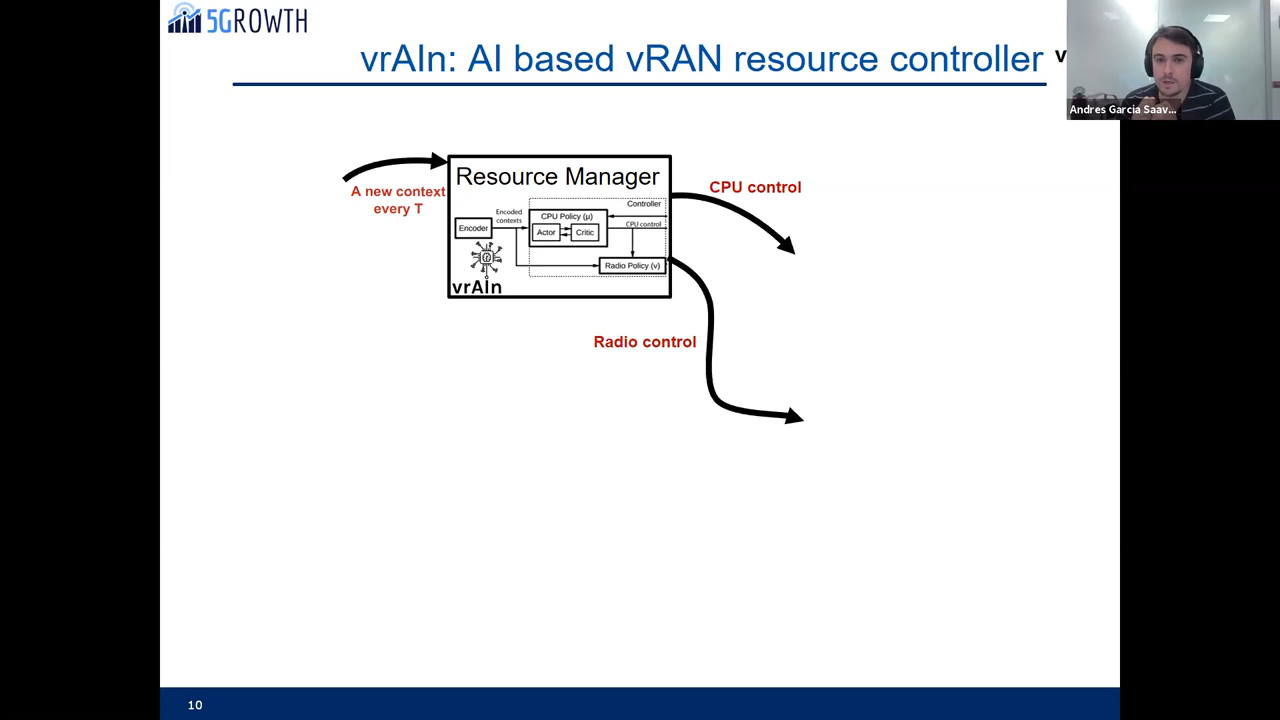 5GROWTH
vrAIn: AI based vRAN resource controller
v
Andres Garcia Saav...
A new context
every T
Resource Manager
Controller
Encoded
contexts
CPU Policy (μ)
CPU control
Encoder
Actor
Critic
Radio Policy (ν)
vrAIn
CPU control
Radio control
10